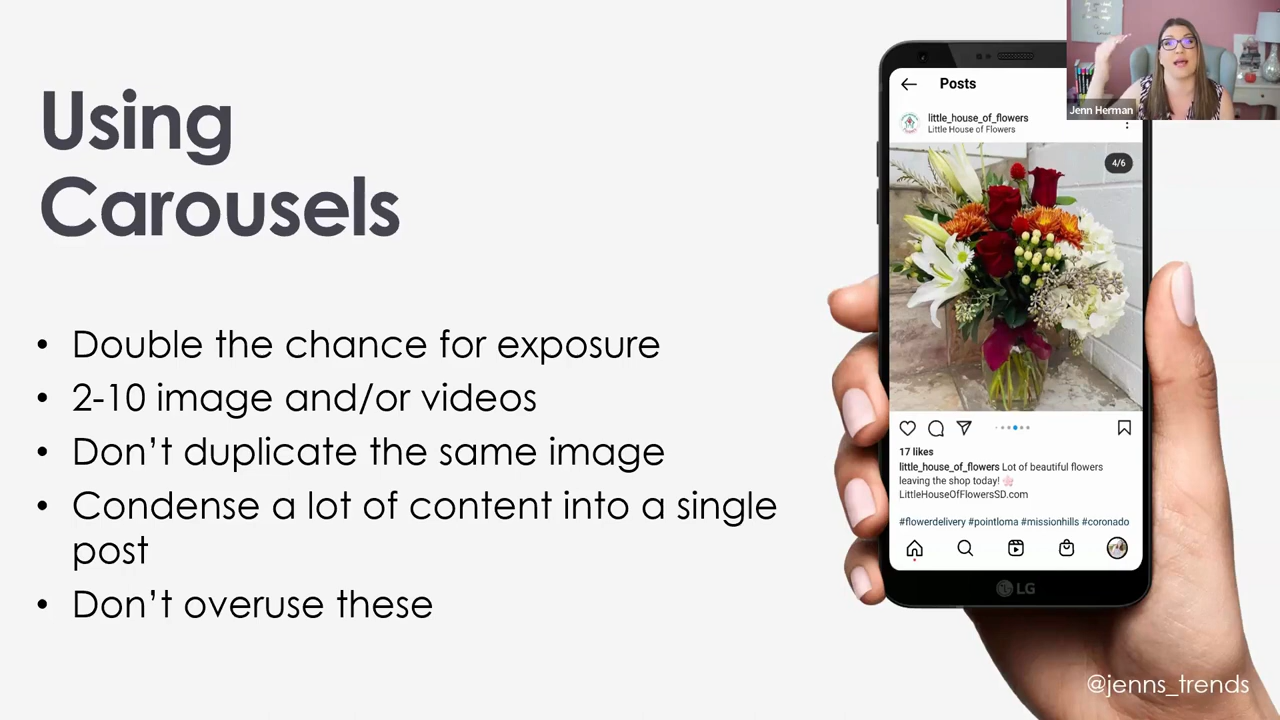 Using
Carousels
• Double the chance for exposure
• 2-10 image and/or videos
• Don’t duplicate the same image
• Condense a lot of content into a single
post
• Don’t overuse these
Jenn Herman
Posts
little_house_of_flowers
Little House of Flowers
4/6
17 likes
little_house_of_flowers Lot of beautiful flowers
leaving the shop today! 🌸
LittleHouseOfFlowersSD.com
#flowerdelivery #pointloma #missionhills #coronado
LG
@jenns_trends